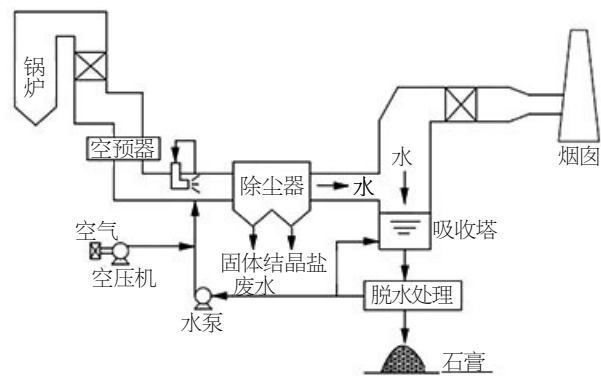 锅炉
空预器
除尘器
水
水
烟囱
吸收塔
空气
空压机
固体结晶盐
废水
水泵
脱水处理
石膏